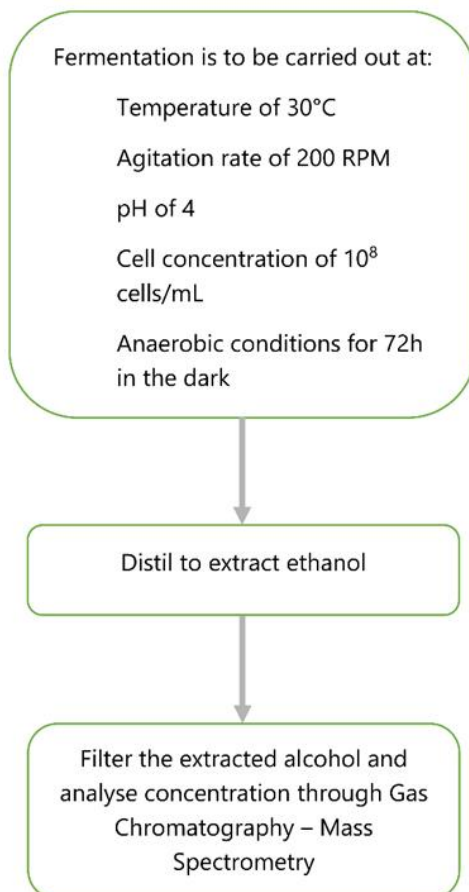 Fermentation is to be carried out at:
Temperature of 30°C
Agitation rate of 200 RPM
pH of 4
Cell concentration of 10⁸
cells/mL
Anaerobic conditions for 72h
in the dark
Distil to extract ethanol
Filter the extracted alcohol and
analyse concentration through Gas
Chromatography – Mass
Spectrometry